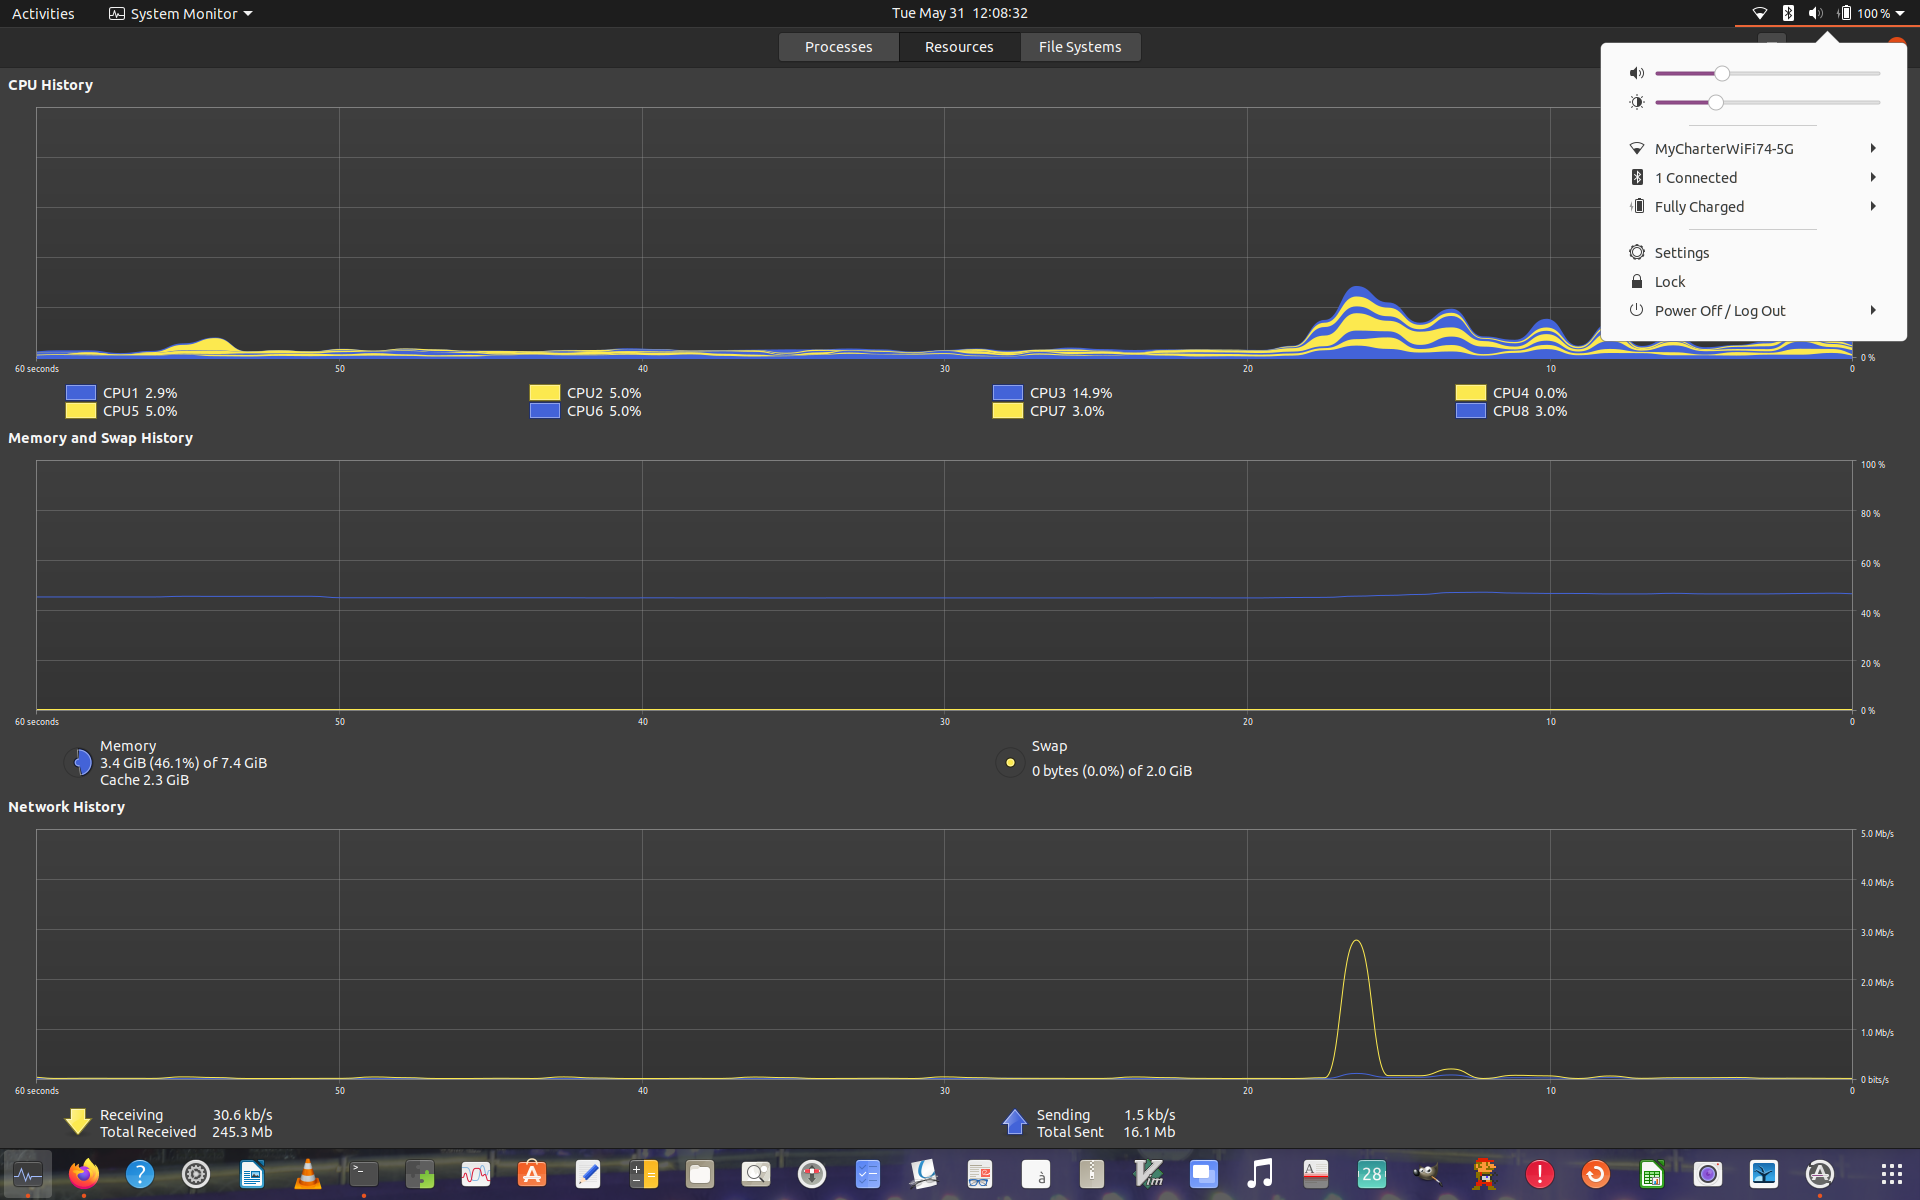 Activities System Monitor Tue May 31 12:08:32 100 %
Processes Resources File Systems
CPU History
MyCharterWiFi74-5G
1 Connected
Fully Charged
Settings
Lock
Power Off / Log Out
0 %
60 seconds 50 40 30 20 10 0
CPU1 2.9% CPU2 5.0% CPU3 14.9% CPU4 0.0%
CPU5 5.0% CPU6 5.0% CPU7 3.0% CPU8 3.0%
Memory and Swap History
100 %
80 %
60 %
40 %
20 %
0 %
60 seconds 50 40 30 20 10 0
Memory
3.4 GiB (46.1%) of 7.4 GiB
Cache 2.3 GiB
Swap
0 bytes (0.0%) of 2.0 GiB
Network History
5.0 Mb/s
4.0 Mb/s
3.0 Mb/s
2.0 Mb/s
1.0 Mb/s
0 bits/s
60 seconds 50 40 30 20 10 0
Receiving 30.6 kb/s
Total Received 245.3 Mb
Sending 1.5 kb/s
Total Sent 16.1 Mb
? >_ A à Vim A 28 ! A